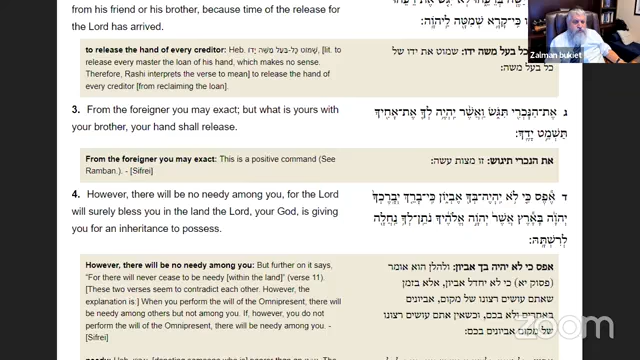 from his friend or his brother, because time of the release for
the Lord has arrived.
כִּי־קָרָא שְׁמִטָּה לַיהוָה:
to release the hand of every creditor: Heb. שָׁמוֹט כָּל־בַּעַל מַשֵּׁה יָדוֹ, [lit. to
release every master the loan of his hand, which makes no sense.
Therefore, Rashi interprets the verse to mean] to release the hand of
every creditor [from reclaiming the loan].
כל בעל משה ידו: שמוט את ידו של
כל בעל משה:
3. From the foreigner you may exact; but what is yours with
your brother, your hand shall release.
ג אֶת־הַנָּכְרִי תִּגֹּשׂ וַאֲשֶׁר יִהְיֶה לְךָ אֶת־אָחִיךָ
תַּשְׁמֵט יָדֶךָ:
From the foreigner you may exact: This is a positive command (See
Ramban.). - [Sifrei]
את הנכרי תיגוש: זו מצות עשה:
4. However, there will be no needy among you, for the Lord
will surely bless you in the land the Lord, your God, is giving
you for an inheritance to possess.
ד אֶפֶס כִּי לֹא יִהְיֶה־בְּךָ אֶבְיוֹן כִּי־בָרֵךְ יְבָרֶכְךָ
יְהוָה בָּאָרֶץ אֲשֶׁר יְהוָה אֱלֹהֶיךָ נֹתֵן־לְךָ נַחֲלָה
לְרִשְׁתָּהּ:
However, there will be no needy among you: But further on it says,
“For there will never cease to be needy [within the land]” (verse 11).
[These two verses seem to contradict each other. However, the
explanation is:] When you perform the will of the Omnipresent, there will
be needy among others but not among you. If, however, you do not
perform the will of the Omnipresent, there will be needy among you. -
[Sifrei]
אפס כי לא יהיה בך אביון: ולהלן הוא אומר
(פסוק יא) כי לא יחדל אביון, אלא בזמן
שאתם עושים רצונו של מקום, אביונים
באחרים ולא בכם, וכשאין אתם עושים רצונו
של מקום אביונים בכם:
Zalman bukiet
zoom